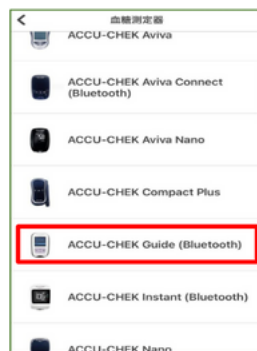 血糖測定器
ACCU-CHEK Aviva
ACCU-CHEK Aviva Connect
(Bluetooth)
ACCU-CHEK Aviva Nano
ACCU-CHEK Compact Plus
ACCU-CHEK Guide (Bluetooth)
ACCU-CHEK Instant (Bluetooth)
ACCU-CHEK Nano